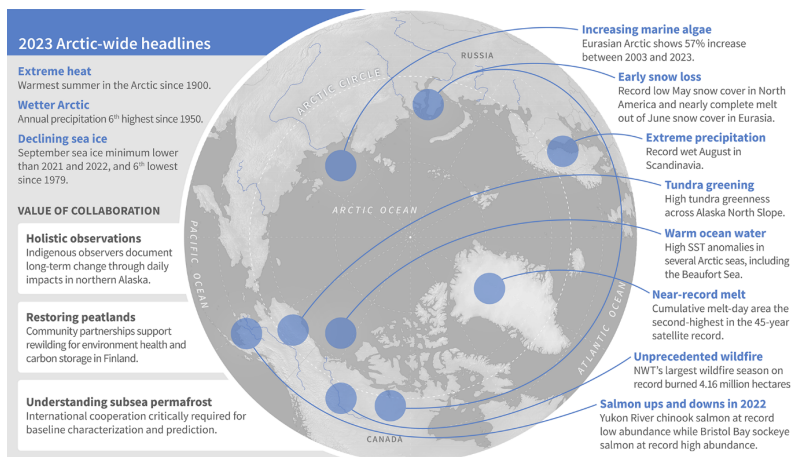 2023 Arctic-wide headlines
Extreme heat
Warmest summer in the Arctic since 1900.
Wetter Arctic
Annual precipitation 6th highest since 1950.
Declining sea ice
September sea ice minimum lower
than 2021 and 2022, and 6th lowest
since 1979.
VALUE OF COLLABORATION
Holistic observations
Indigenous observers document
long-term change through daily
impacts in northern Alaska.
Restoring peatlands
Community partnerships support
rewilding for environment health and
carbon storage in Finland.
Understanding subsea permafrost
International cooperation critically required for
baseline characterization and prediction.
RUSSIA
ARCTIC CIRCLE
ARCTIC OCEAN
PACIFIC OCEAN
ATLANTIC OCEAN
CANADA
Increasing marine algae
Eurasian Arctic shows 57% increase
between 2003 and 2023.
Early snow loss
Record low May snow cover in North
America and nearly complete melt
out of June snow cover in Eurasia.
Extreme precipitation
Record wet August in
Scandinavia.
Tundra greening
High tundra greenness
across Alaska North Slope.
Warm ocean water
High SST anomalies in
several Arctic seas, including
the Beaufort Sea.
Near-record melt
Cumulative melt-day area the
second-highest in the 45-year
satellite record.
Unprecedented wildfire
NWT's largest wildfire season on
record burned 4.16 million hectares
Salmon ups and downs in 2022
Yukon River chinook salmon at record
low abundance while Bristol Bay sockeye
salmon at record high abundance.